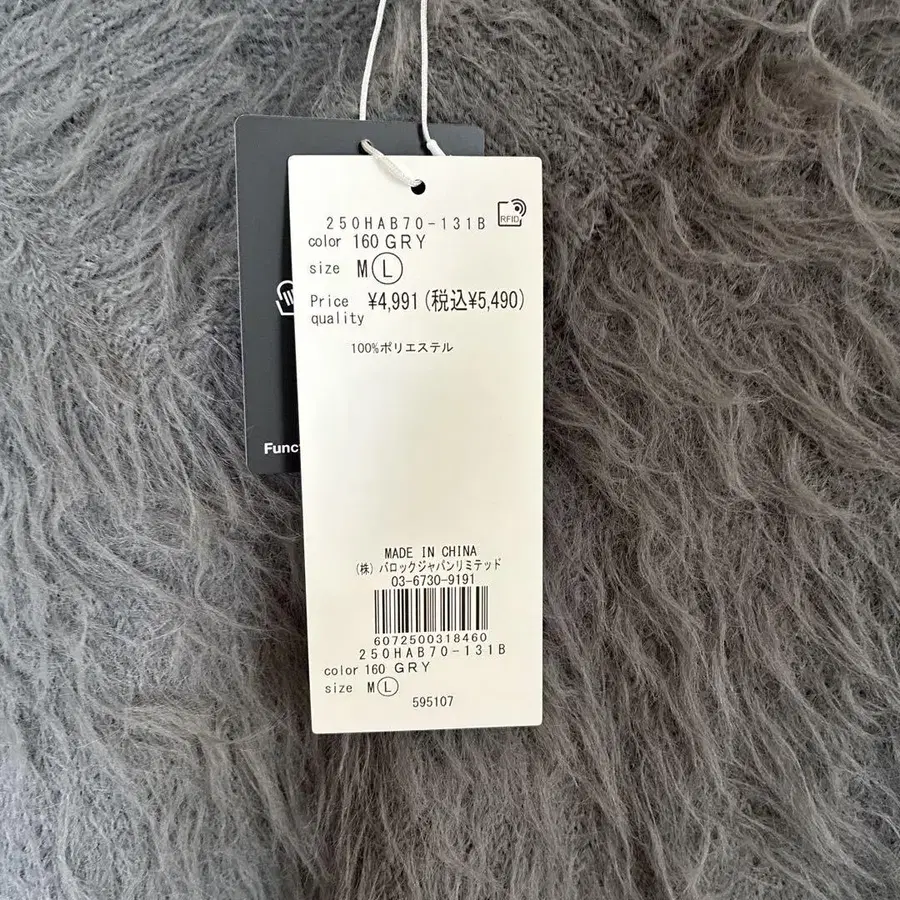 250HAB70-131B
RFID
color 160 GRY
size M L
Price ¥4,991(税込¥5,490)
quality
100%ポリエステル
Funct
MADE IN CHINA
(株)バロックジャパンリミテッド
03-6730-9191
6072500318460
250HAB70-131B
color 160 GRY
size M L
595107